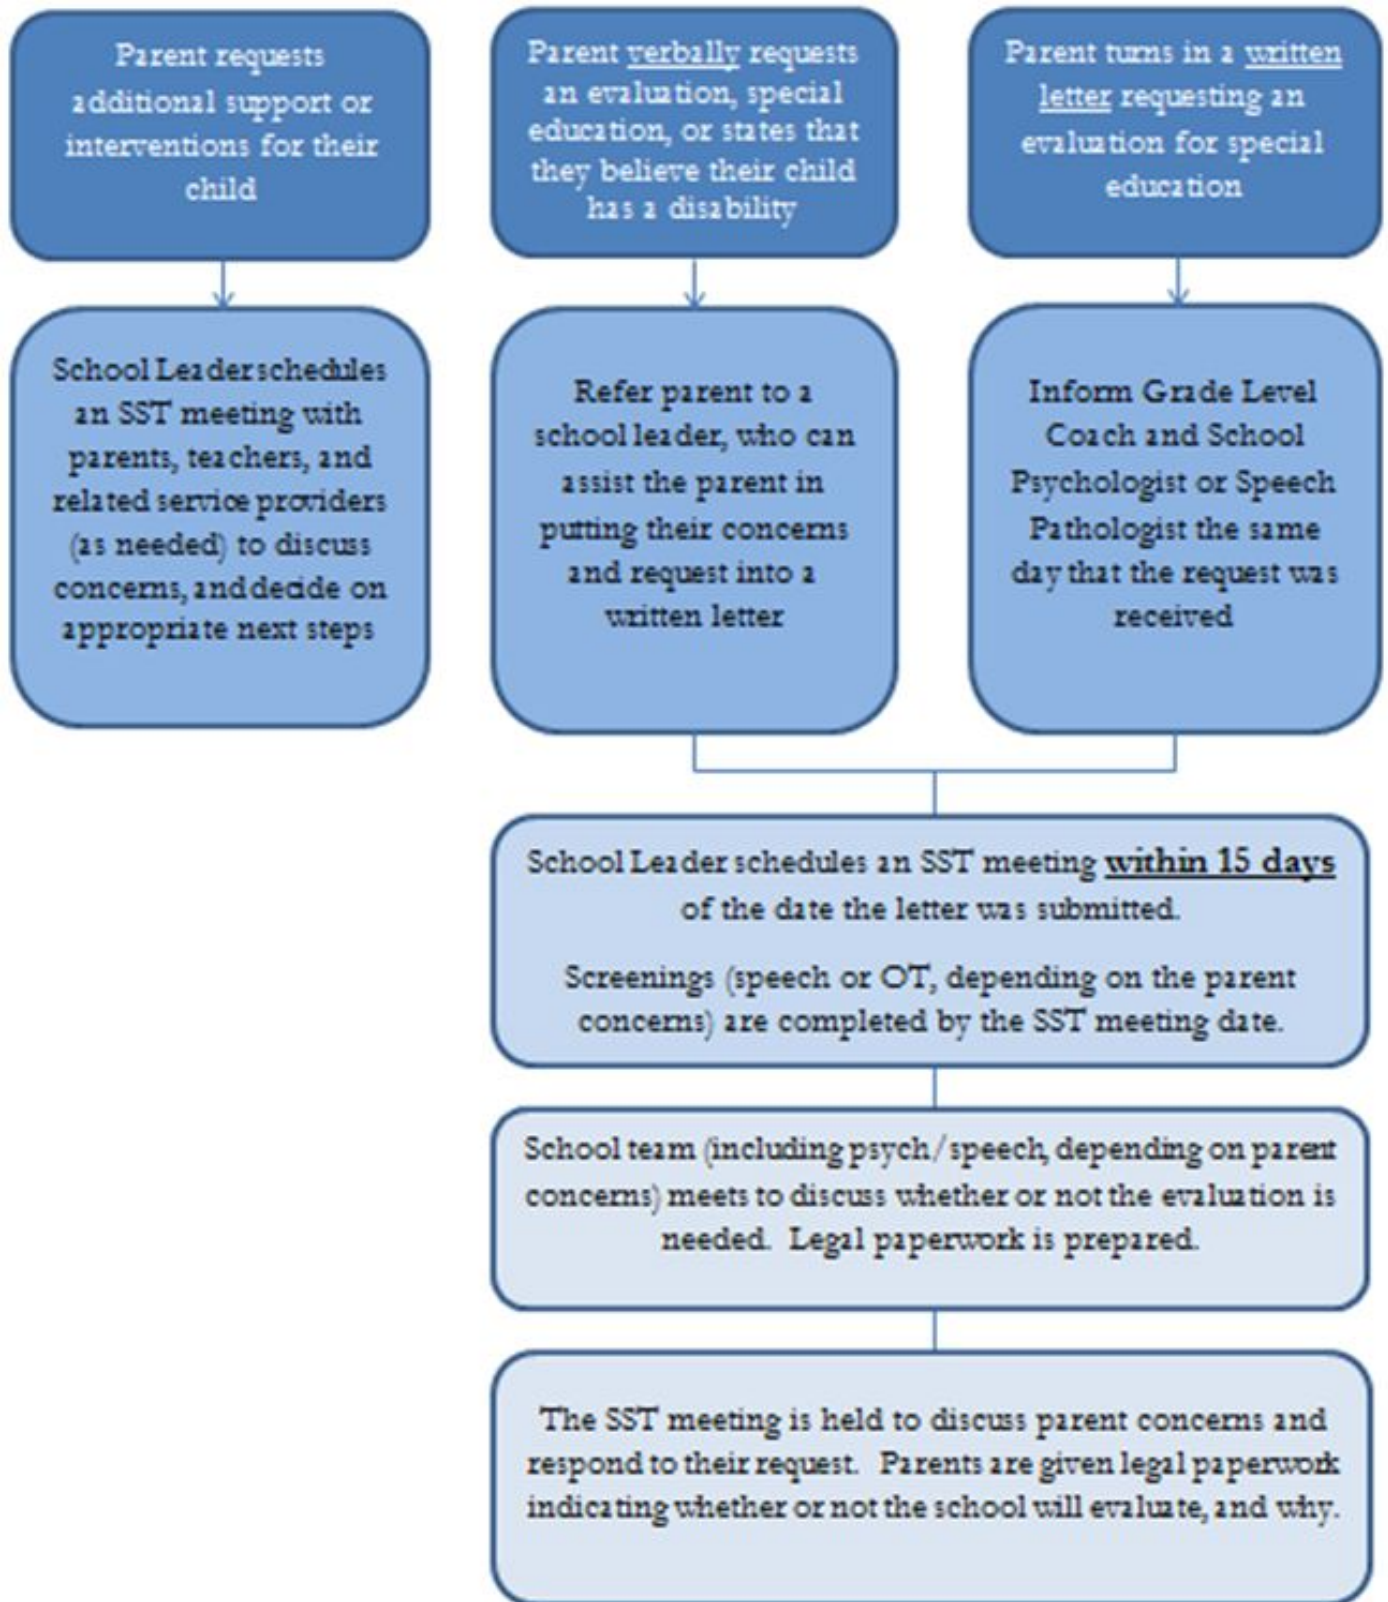 Parent requests
additional support or
interventions for their
child
Parent verbally requests
an evaluation, special
education, or states that
they believe their child
has a disability
Parent turns in a written
letter requesting an
evaluation for special
education
School Leader schedules
an SST meeting with
parents, teachers, and
related service providers
(as needed) to discuss
concerns, and decide on
appropriate next steps
Refer parent to a
school leader, who can
assist the parent in
putting their concerns
and request into a
written letter
Inform Grade Level
Coach and School
Psychologist or Speech
Pathologist the same
day that the request was
received
School Leader schedules an SST meeting within 15 days
of the date the letter was submitted.
Screenings (speech or OT, depending on the parent
concerns) are completed by the SST meeting date.
School team (including psych/speech, depending on parent
concerns) meets to discuss whether or not the evaluation is
needed. Legal paperwork is prepared.
The SST meeting is held to discuss parent concerns and
respond to their request. Parents are given legal paperwork
indicating whether or not the school will evaluate, and why.